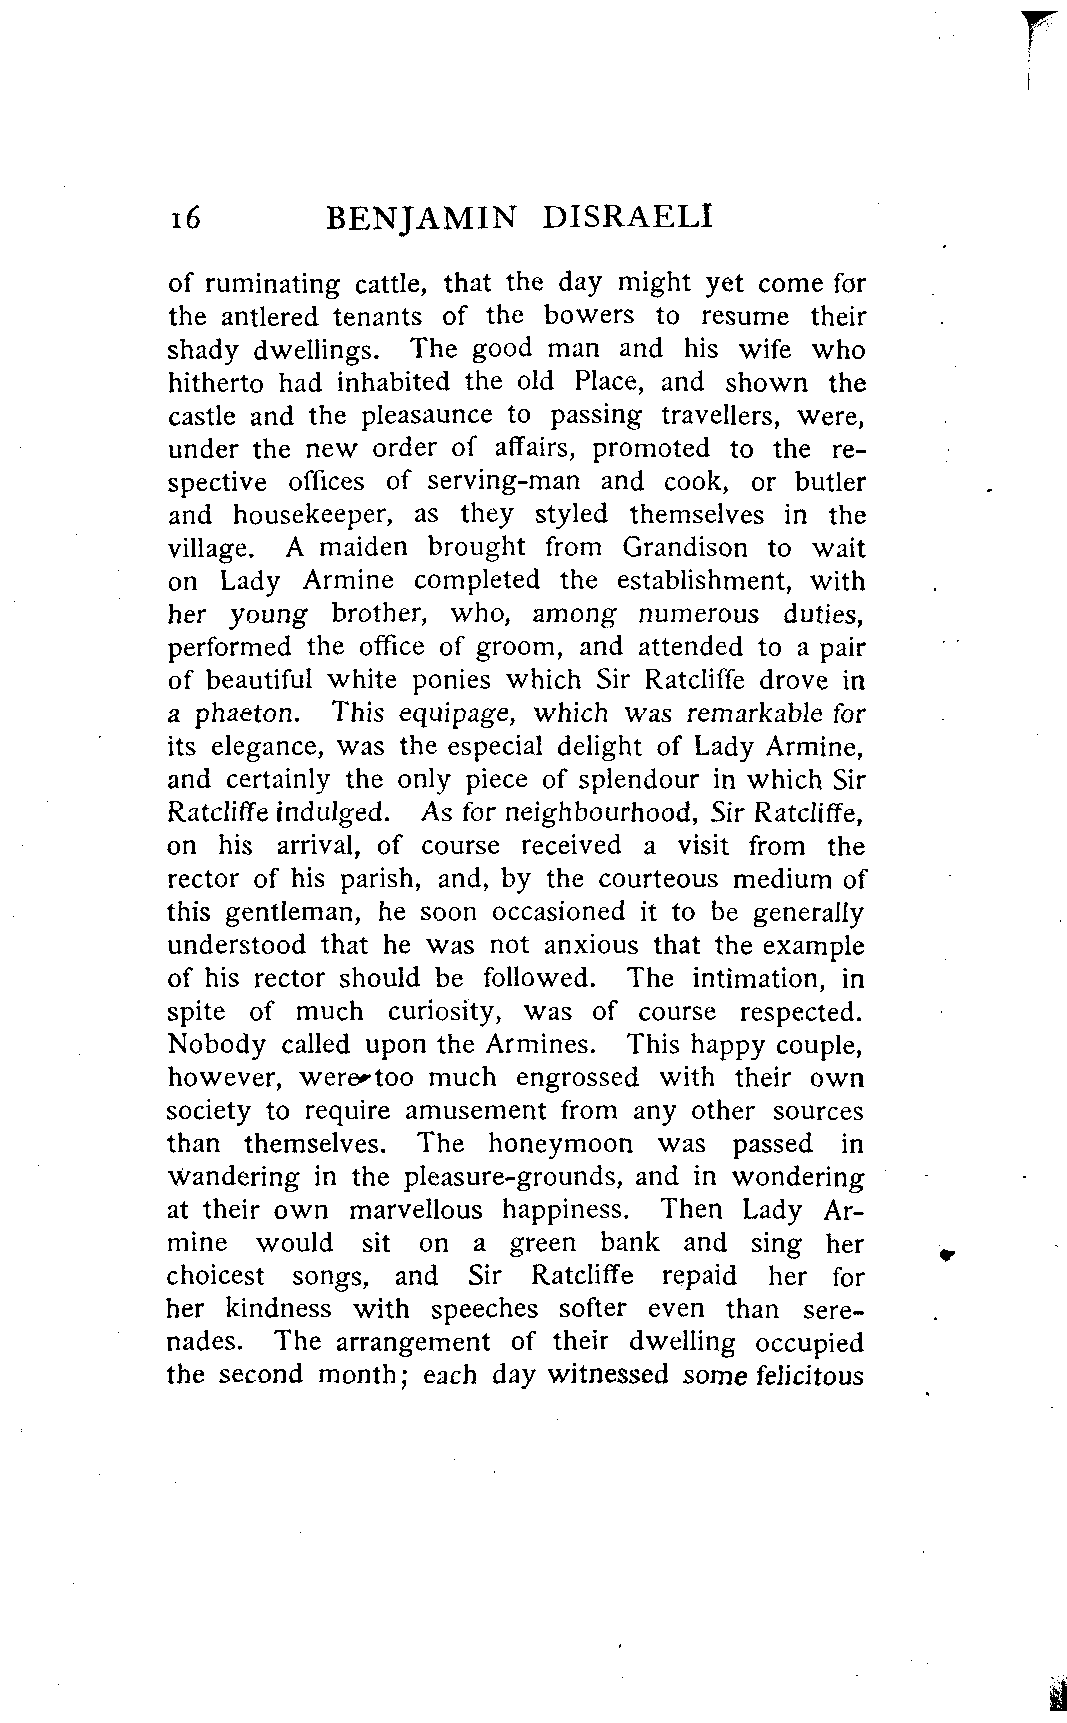 16 BENJAMIN DISRAELI
of ruminating cattle, that the day might yet come for
the antlered tenants of the bowers to resume their
shady dwellings. The good man and his wife who
hitherto had inhabited the old Place, and shown the
castle and the pleasaunce to passing travellers, were,
under the new order of affairs, promoted to the re-
spective offices of serving-man and cook, or butler
and housekeeper, as they styled themselves in the
village. A maiden brought from Grandison to wait
on Lady Armine completed the establishment, with
her young brother, who, among numerous duties,
performed the office of groom, and attended to a pair
of beautiful white ponies which Sir Ratcliffe drove in
a phaeton. This equipage, which was remarkable for
its elegance, was the especial delight of Lady Armine,
and certainly the only piece of splendour in which Sir
Ratcliffe indulged. As for neighbourhood, Sir Ratcliffe,
on his arrival, of course received a visit from the
rector of his parish, and, by the courteous medium of
this gentleman, he soon occasioned it to be generally
understood that he was not anxious that the example
of his rector should be followed. The intimation, in
spite of much curiosity, was of course respected.
Nobody called upon the Armines. This happy couple,
however, were too much engrossed with their own
society to require amusement from any other sources
than themselves. The honeymoon was passed in
wandering in the pleasure-grounds, and in wondering
at their own marvellous happiness. Then Lady Ar-
mine would sit on a green bank and sing her
choicest songs, and Sir Ratcliffe repaid her for
her kindness with speeches softer even than sere-
nades. The arrangement of their dwelling occupied
the second month; each day witnessed some felicitous